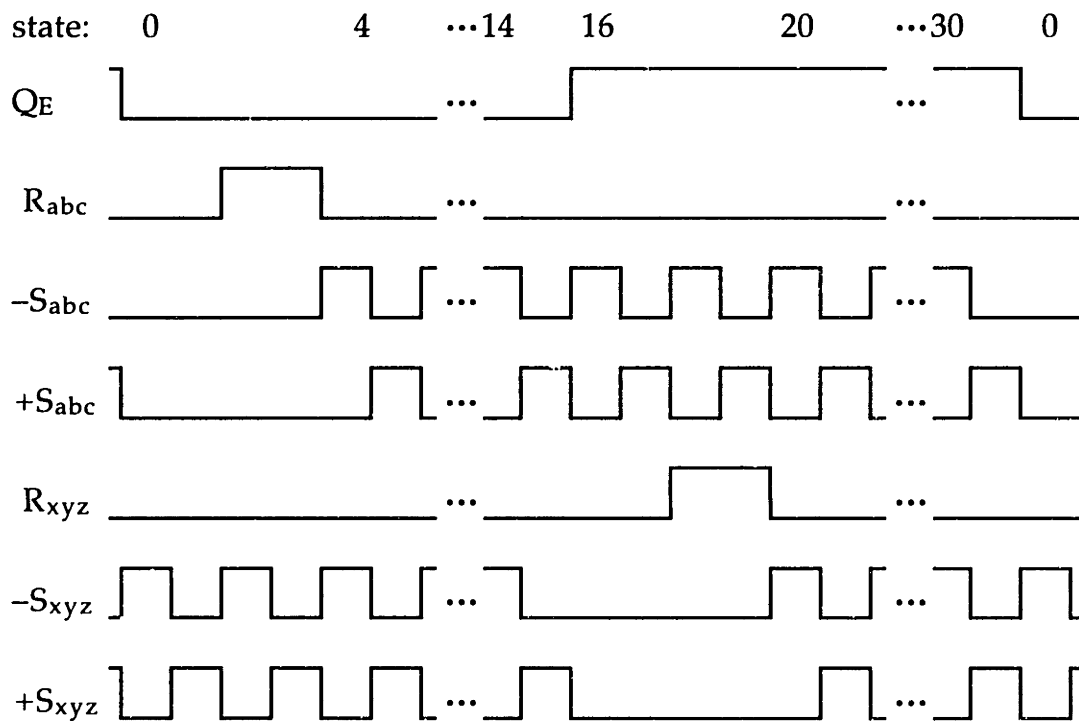 state: 0 4 ...14 16 20 ...30 0
QE ... ...
Rabc ... ...
–Sabc ... ...
+Sabc ... ...
Rxyz ... ...
–Sxyz ... ...
+Sxyz ... ...